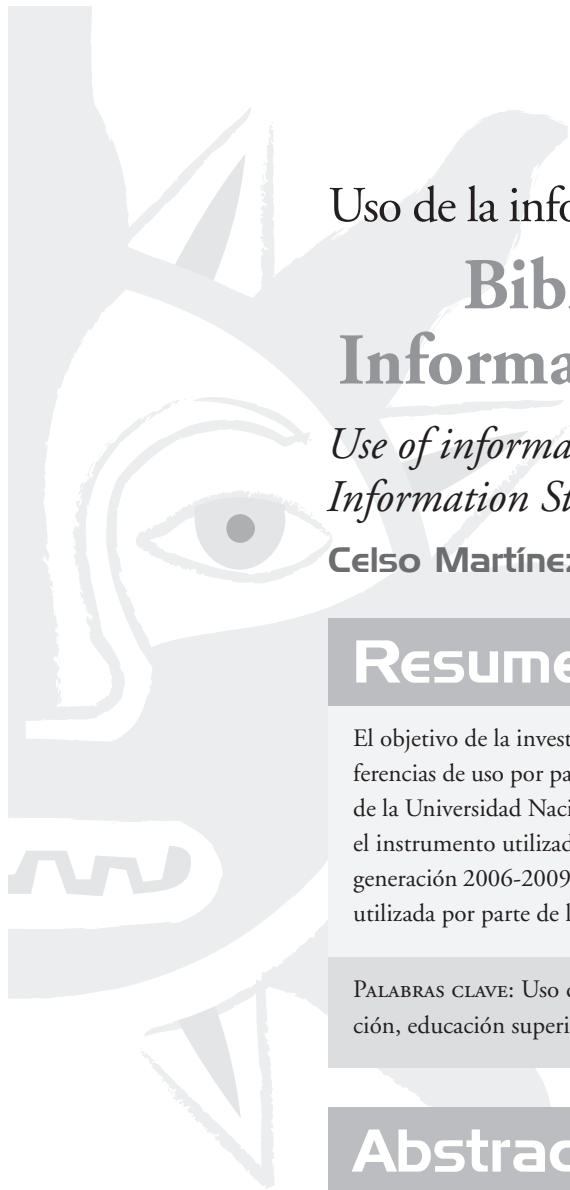 Uso de la info
Bib
Informa
Use of informa
Information St
Celso Martínez
Resume
El objetivo de la invest
ferencias de uso por pa
de la Universidad Naci
el instrumento utilizad
generación 2006-2009
utilizada por parte de l
PALABRAS CLAVE: Uso d
ción, educación superi
Abstrac